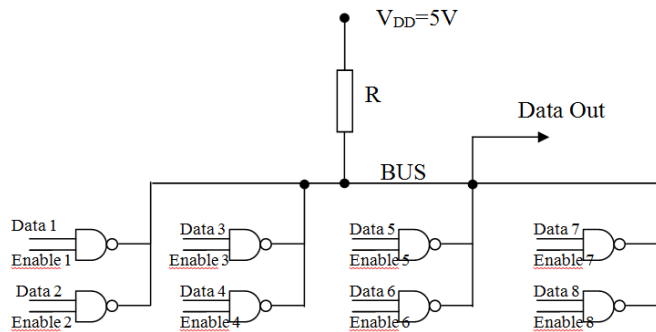 V_DD=5V
R
Data Out
BUS
Data 1
Enable 1
Data 2
Enable 2
Data 3
Enable 3
Data 4
Enable 4
Data 5
Enable 5
Data 6
Enable 6
Data 7
Enable 7
Data 8
Enable 8